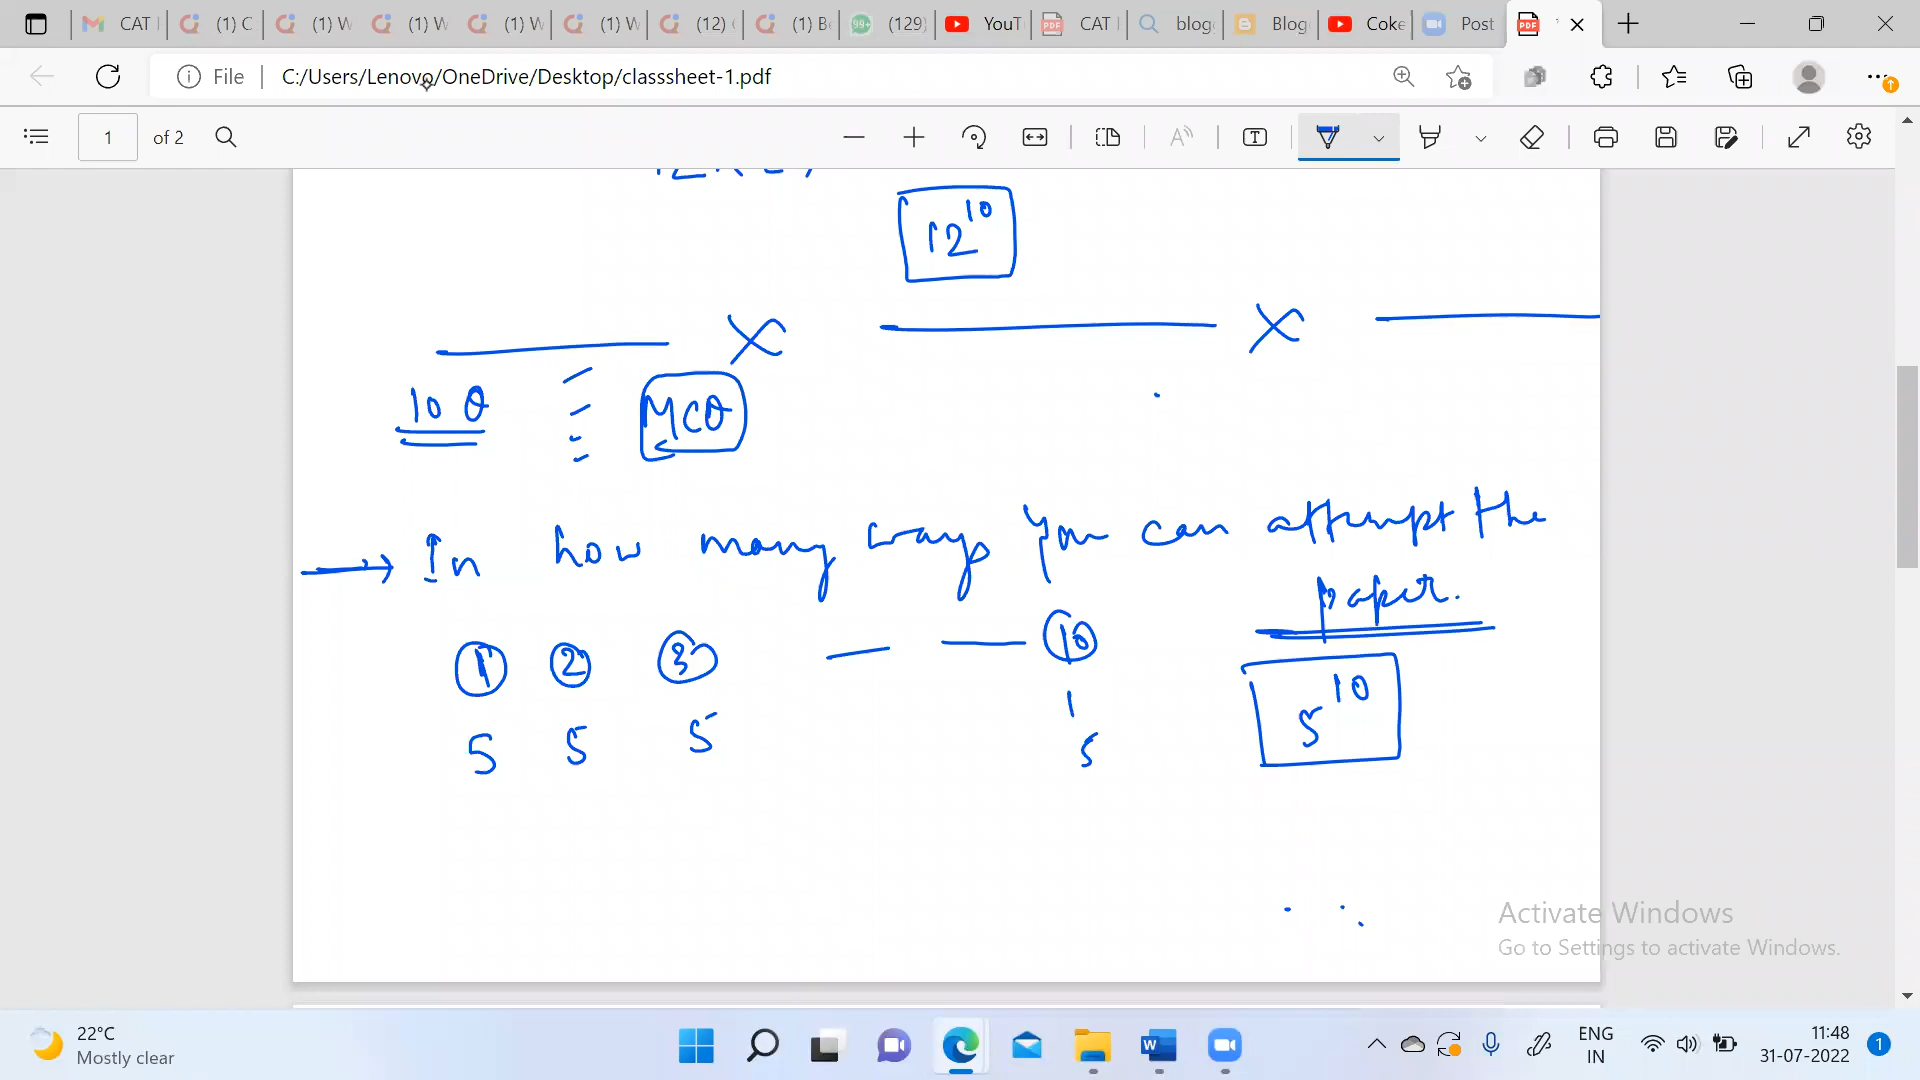 CAT
(1) C
(1) W
(1) W
(1) W
(1) W
(12)
(1) Be
99+
(129)
YouT
CAT
blog
Blog
Coke
Post
File
C:/Users/Lenovo/OneDrive/Desktop/classsheet-1.pdf
1 of 2
12^10
10 Q MCQ
In how many ways you can attempt the
paper.
1 2 3 — — 10
5 5 5 5
5^10
Activate Windows
Go to Settings to activate Windows.
22°C
Mostly clear
ENG
IN
11:48
31-07-2022
1